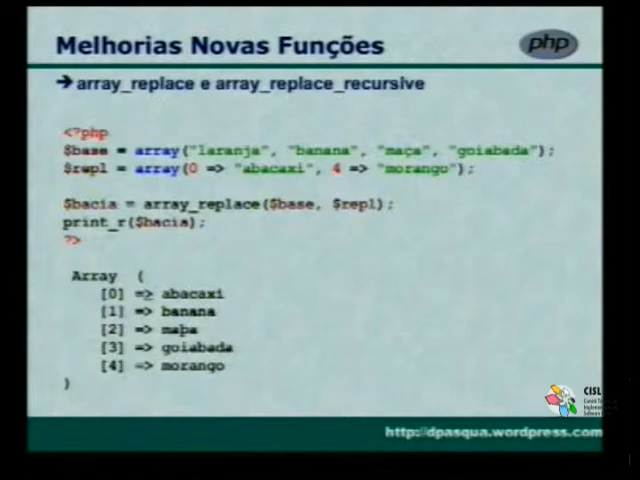 Melhorias Novas Funções
php
➔ array_replace e array_replace_recursive
<?php
$base = array("laranja", "banana", "maça", "goiabada");
$repl = array(0 => "abacaxi", 4 => "morango");
$bacia = array_replace($base, $repl);
print_r($bacia);
?>
Array (
[0] => abacaxi
[1] => banana
[2] => maþa
[3] => goiabada
[4] => morango
)
CISL
http://dpasqua.wordpress.com